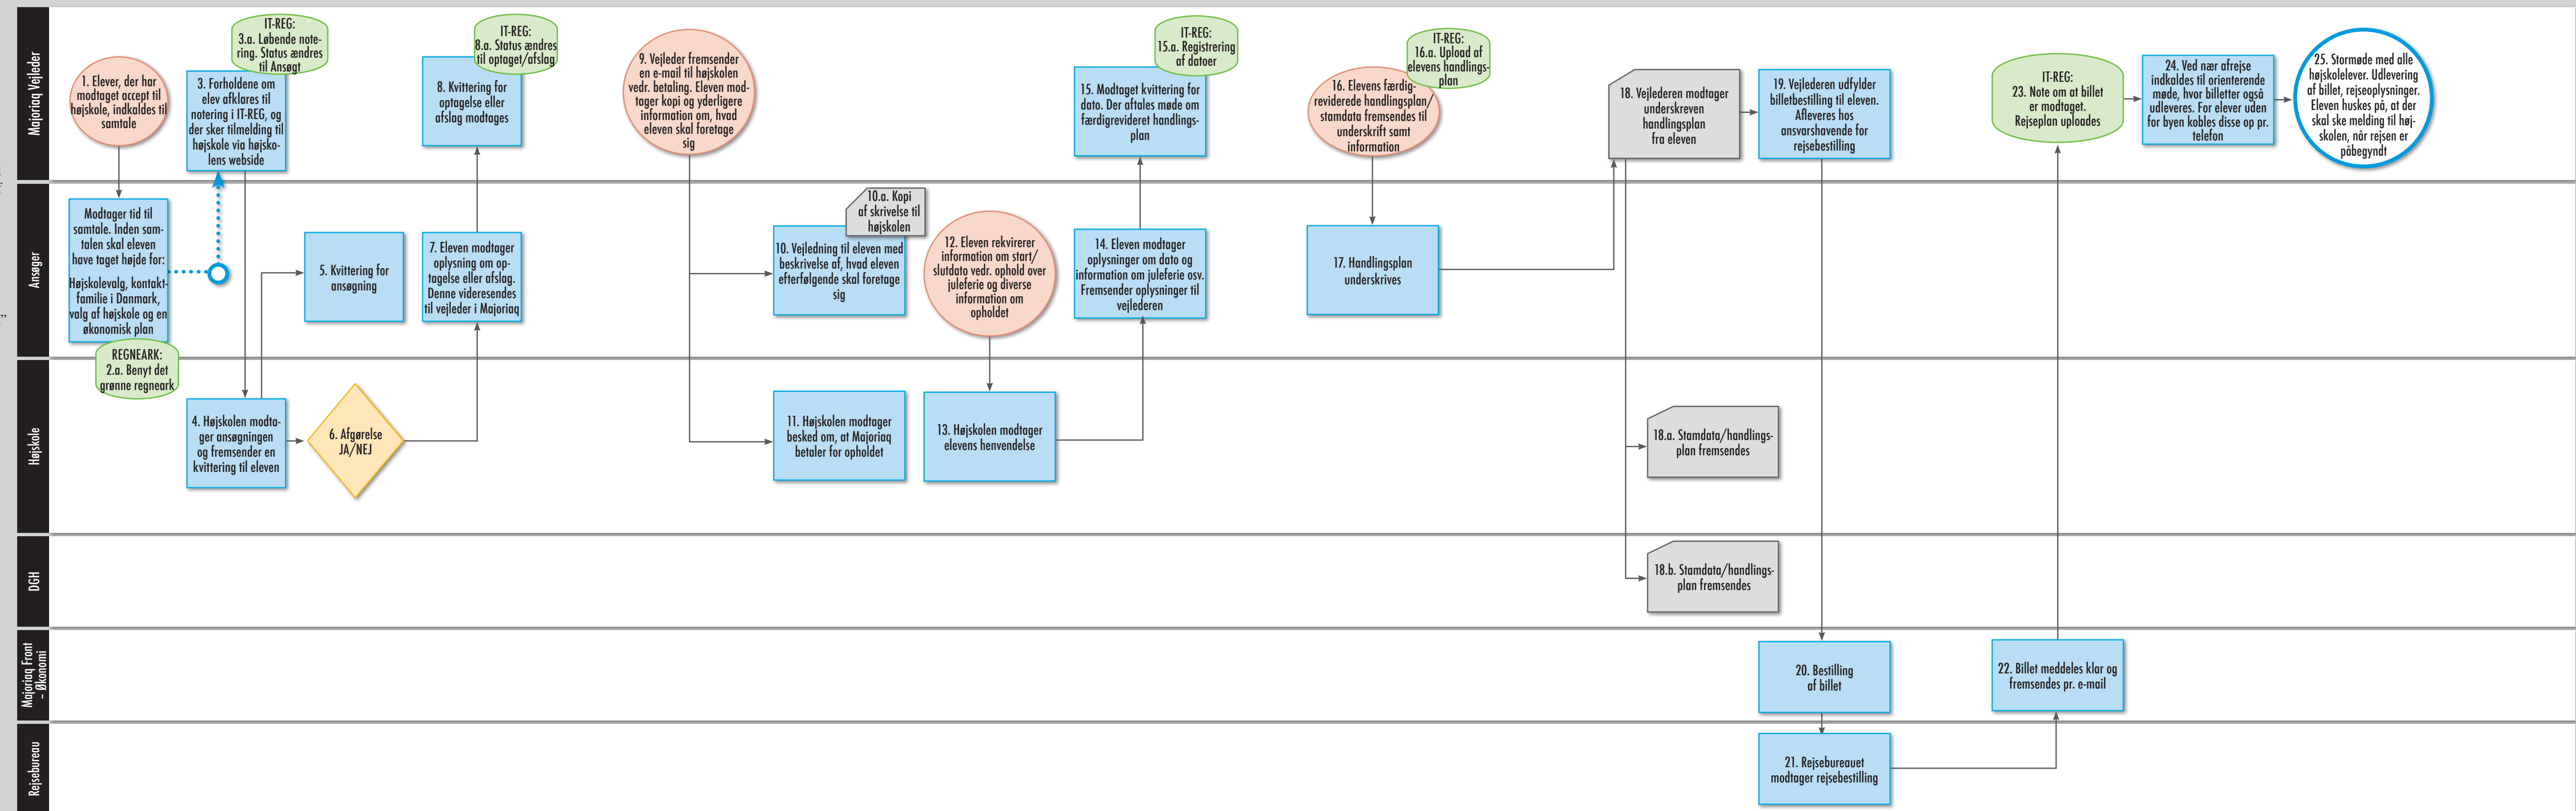 Majoriaq Vejleder
1. Elever, der har
modtaget accept til
højskole, indkaldes til
samtale
IT-REG:
3.a. Løbende note-
ring. Status ændres
til Ansøgt
3. Forholdene om
elev afklares til
notering i IT-REG, og
der sker tilmelding til
højskole via højsko-
lens webside
IT-REG:
8.a. Status ændres
til optaget/afslag
8. Kvittering for
optagelse eller
afslag modtages
9. Vejleder fremsender
en e-mail til højskolen
vedr. betaling. Eleven mod-
tager kopi og yderligere
information om, hvad
eleven skal foretage
sig
IT-REG:
15.a. Registrering
af datoer
15. Modtaget kvittering for
dato. Der aftales møde om
færdigrevideret handlings-
plan
IT-REG:
16.a. Upload af
elevens handlings-
plan
16. Elevens færdig-
reviderede handlingsplan/
stamdata fremsendes til
underskrift samt
information
18. Vejlederen modtager
underskreven
handlingsplan
fra eleven
19. Vejlederen udfylder
billetbestilling til eleven.
Afleveres hos
ansvarshavende for
rejsebestilling
IT-REG:
23. Note om at billet
er modtaget.
Rejseplan uploades
24. Ved nær afrejse
indkaldes til orienterende
møde, hvor billetter også
udleveres. For elever uden
for byen kobles disse op pr.
telefon
25. Stormøde med alle
højskolelever. Udlevering
af billet, rejseoplysninger.
Eleven huskes på, at der
skal ske melding til høj-
skolen, når rejsen er
påbegyndt
Ansøger
Modtager tid til
samtale. Inden sam-
talen skal eleven
have taget højde for:
Højskolevalg, kontakt-
familie i Danmark,
valg af højskole og en
økonomisk plan
REGNEARK:
2.a. Benyt det
grønne regneark
5. Kvittering for
ansøgning
7. Eleven modtager
oplysning om op-
tagelse eller afslag.
Denne videresendes
til vejleder i Majoriaq
10.a. Kopi
af skrivelse til
højskolen
10. Vejledning til eleven med
beskrivelse af, hvad eleven
efterfølgende skal foretage
sig
12. Eleven rekvirerer
information om start/
slutdato vedr. ophold over
juleferie og diverse
information om
opholdet
14. Eleven modtager
oplysninger om dato og
information om juleferie osv.
Fremsender oplysninger til
vejlederen
17. Handlingsplan
underskrives
Højskole
4. Højskolen modta-
ger ansøgningen
og fremsender en
kvittering til eleven
6. Afgørelse
JA/NEJ
11. Højskolen modtager
besked om, at Majoriaq
betaler for opholdet
13. Højskolen modtager
elevens henvendelse
18.a. Stamdata/handlings-
plan fremsendes
DGH
18.b. Stamdata/handlings-
plan fremsendes
Majoriaq Front
– Økonomi
20. Bestilling
af billet
22. Billet meddeles klar og
fremsendes pr. e-mail
Rejsebureau
21. Rejsebureauet
modtager rejsebestilling